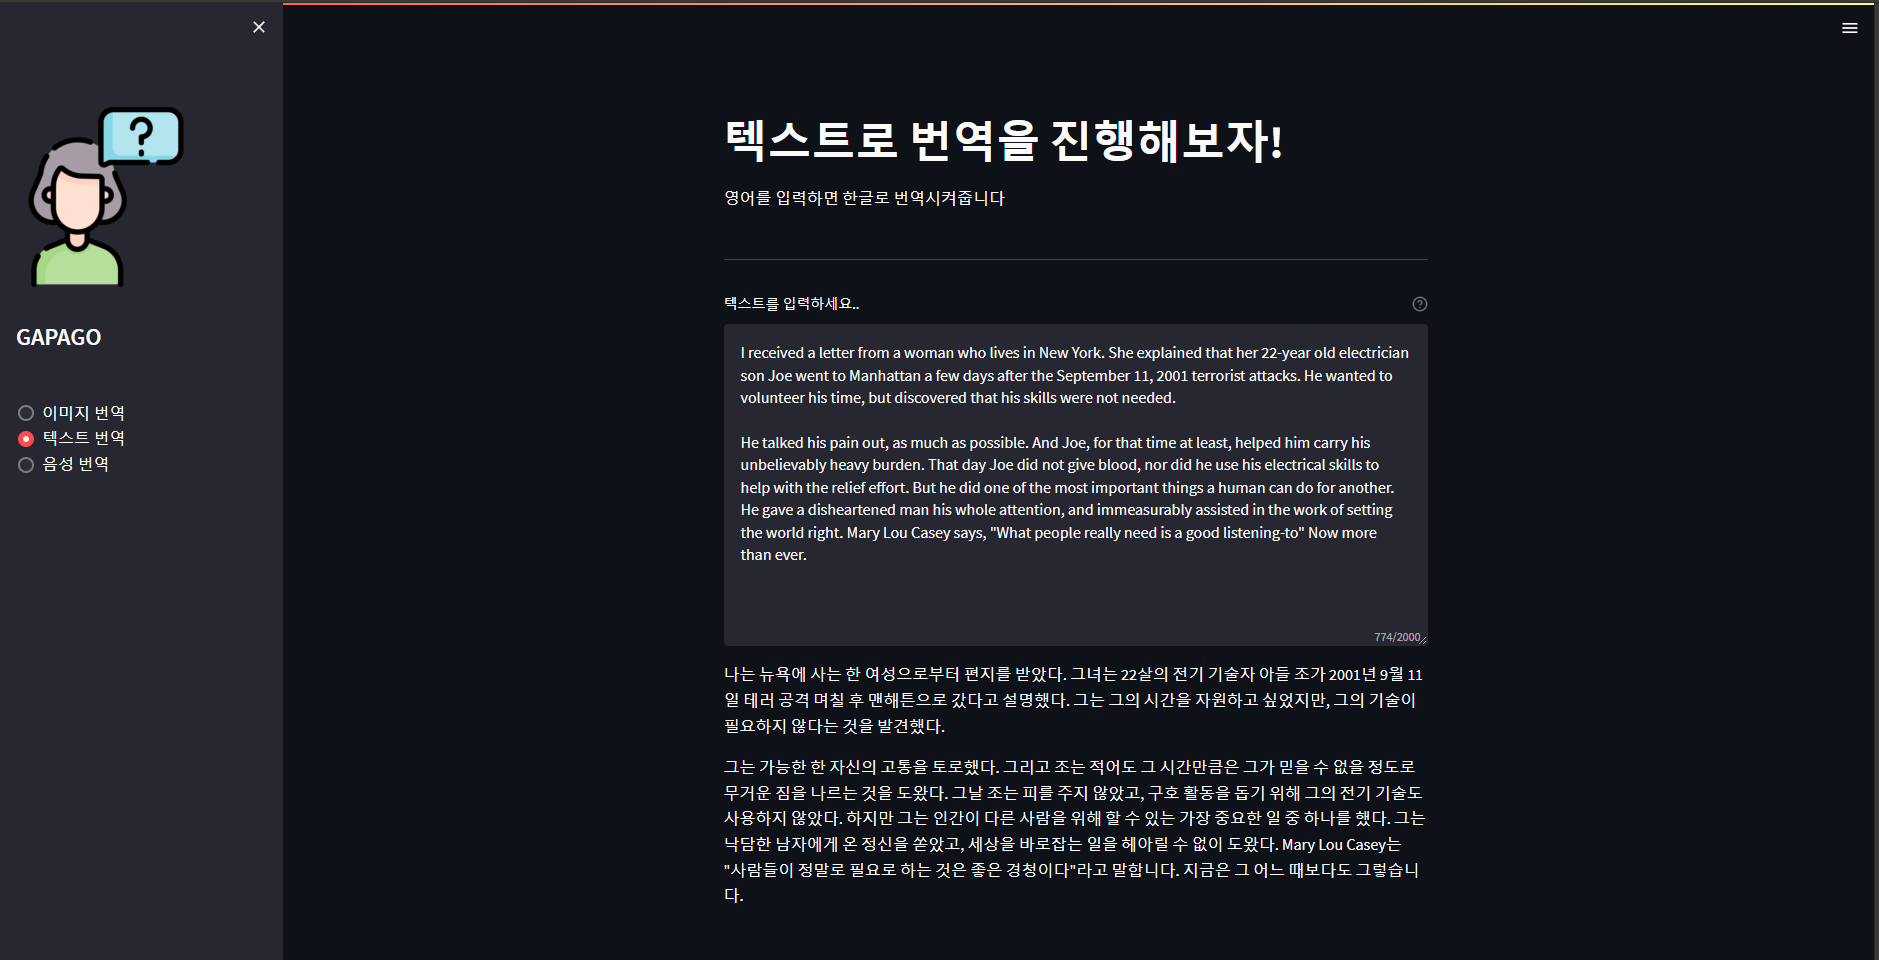 ?
GAPAGO
이미지 번역
텍스트 번역
음성 번역
텍스트로 번역을 진행해보자!
영어를 입력하면 한글로 번역시켜줍니다
텍스트를 입력하세요..
I received a letter from a woman who lives in New York. She explained that her 22-year old electrician
son Joe went to Manhattan a few days after the September 11, 2001 terrorist attacks. He wanted to
volunteer his time, but discovered that his skills were not needed.
He talked his pain out, as much as possible. And Joe, for that time at least, helped him carry his
unbelievably heavy burden. That day Joe did not give blood, nor did he use his electrical skills to
help with the relief effort. But he did one of the most important things a human can do for another.
He gave a disheartened man his whole attention, and immeasurably assisted in the work of setting
the world right. Mary Lou Casey says, "What people really need is a good listening-to" Now more
than ever.
774/2000
나는 뉴욕에 사는 한 여성으로부터 편지를 받았다. 그녀는 22살의 전기 기술자 아들 조가 2001년 9월 11
일 테러 공격 며칠 후 맨해튼으로 갔다고 설명했다. 그는 그의 시간을 자원하고 싶었지만, 그의 기술이
필요하지 않다는 것을 발견했다.
그는 가능한 한 자신의 고통을 토로했다. 그리고 조는 적어도 그 시간만큼은 그가 믿을 수 없을 정도로
무거운 짐을 나르는 것을 도왔다. 그날 조는 피를 주지 않았고, 구호 활동을 돕기 위해 그의 전기 기술도
사용하지 않았다. 하지만 그는 인간이 다른 사람을 위해 할 수 있는 가장 중요한 일 중 하나를 했다. 그는
낙담한 남자에게 온 정신을 쏟았고, 세상을 바로잡는 일을 헤아릴 수 없이 도왔다. Mary Lou Casey는
"사람들이 정말로 필요로 하는 것은 좋은 경청이다"라고 말합니다. 지금은 그 어느 때보다도 그렇습니
다.